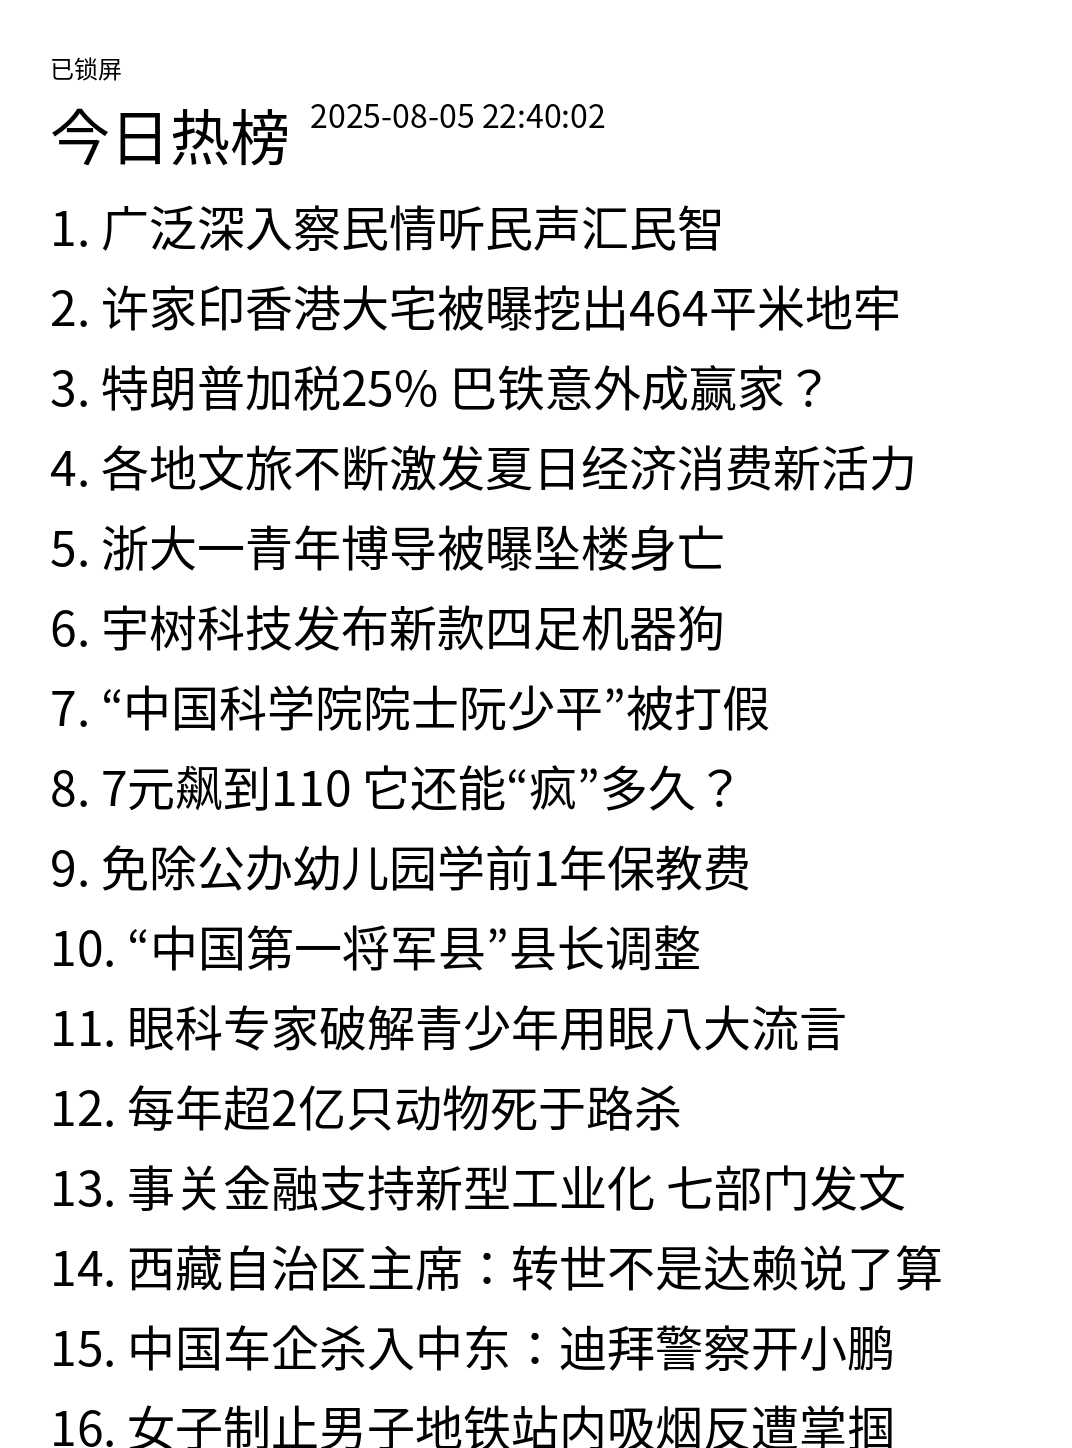 已锁屏
今日热榜 2025-08-05 22:40:02
1. 广泛深入察民情听民声汇民智
2. 许家印香港大宅被曝挖出464平米地牢
3. 特朗普加税25% 巴铁意外成赢家？
4. 各地文旅不断激发夏日经济消费新活力
5. 浙大一青年博导被曝坠楼身亡
6. 宇树科技发布新款四足机器狗
7. “中国科学院院士阮少平”被打假
8. 7元飙到110 它还能“疯”多久？
9. 免除公办幼儿园学前1年保教费
10. “中国第一将军县”县长调整
11. 眼科专家破解青少年用眼八大流言
12. 每年超2亿只动物死于路杀
13. 事关金融支持新型工业化 七部门发文
14. 西藏自治区主席：转世不是达赖说了算
15. 中国车企杀入中东：迪拜警察开小鹏
16. 女子制止男子地铁站内吸烟反遭掌掴